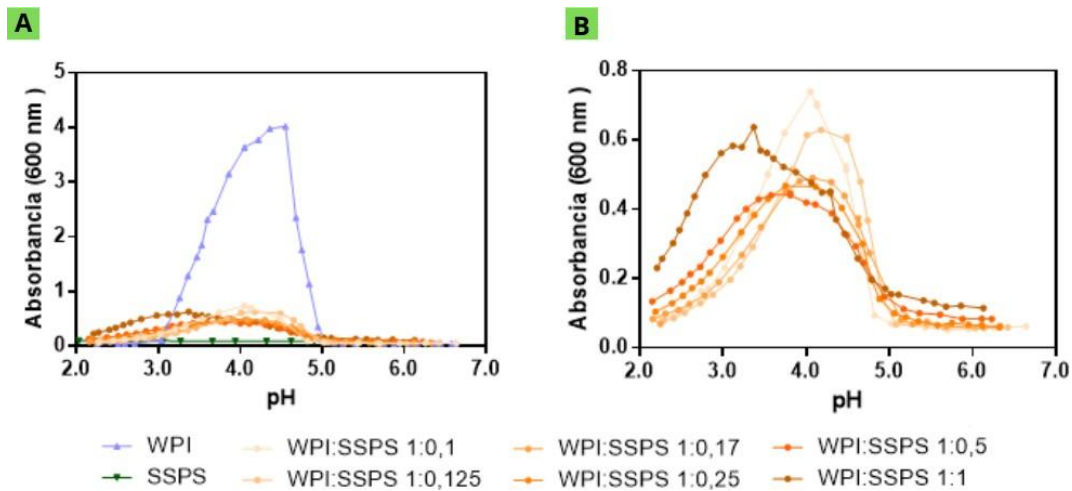 A
B
Absorbancia (600 nm )
5
4
3
2
1
0
2.0 3.0 4.0 5.0 6.0 7.0
pH
Absorbancia (600 nm )
0.8
0.6
0.4
0.2
0.0
2.0 3.0 4.0 5.0 6.0 7.0
pH
WPI WPI:SSPS 1:0,1 WPI:SSPS 1:0,17 WPI:SSPS 1:0,5
SSPS WPI:SSPS 1:0,125 WPI:SSPS 1:0,25 WPI:SSPS 1:1